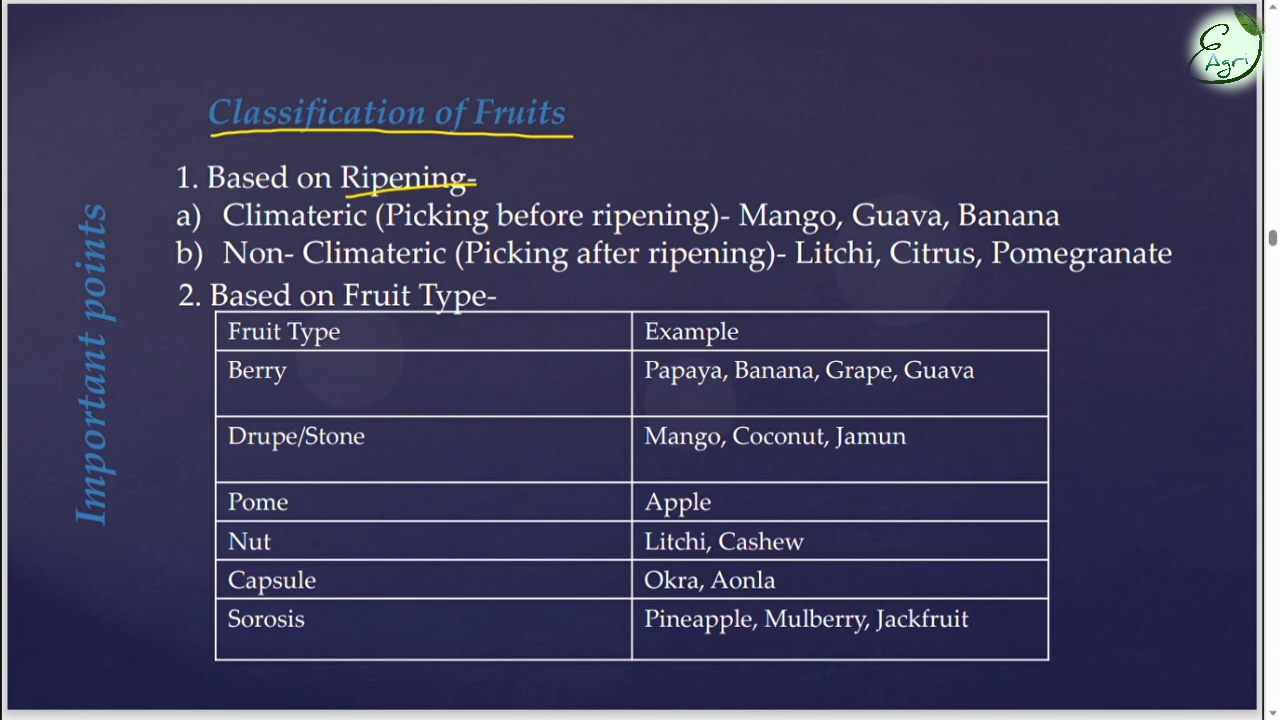 E
Agri
Classification of Fruits
Important points
1. Based on Ripening-
a) Climateric (Picking before ripening)- Mango, Guava, Banana
b) Non- Climateric (Picking after ripening)- Litchi, Citrus, Pomegranate
2. Based on Fruit Type-
Fruit Type Example
Berry Papaya, Banana, Grape, Guava
Drupe/Stone Mango, Coconut, Jamun
Pome Apple
Nut Litchi, Cashew
Capsule Okra, Aonla
Sorosis Pineapple, Mulberry, Jackfruit